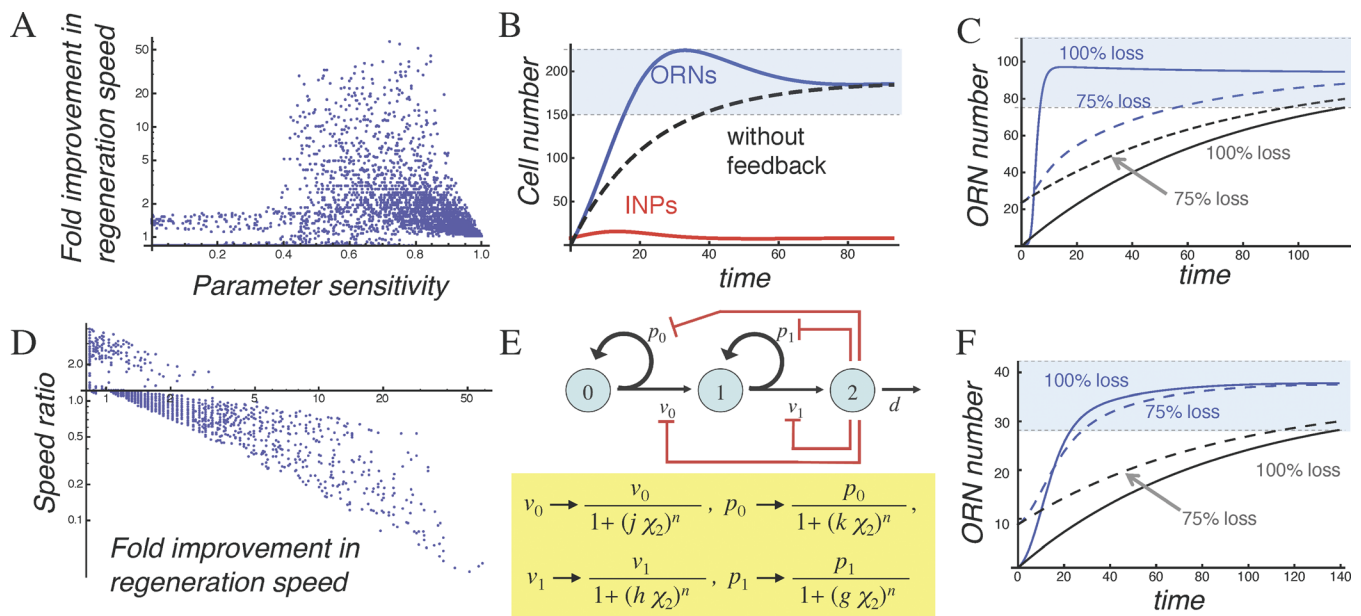 A
Fold improvement in
regeneration speed
50
20
10
5
2
1
0.2
0.4
0.6
0.8
1.0
Parameter sensitivity
B
Cell number
200
150
100
50
0
0
20
40
60
80
ORNs
without
feedback
INPs
time
C
ORN number
100
80
60
40
20
0
20
40
60
80
100
100% loss
75% loss
100% loss
75% loss
time
D
Speed ratio
2.0
1.0
0.5
0.1
1
2
5
10
20
50
Fold improvement in
regeneration speed
E
p₀
p₁
0
1
2
v₀
v₁
d
v₀ → v₀ / (1+ (j χ₂)ⁿ) , p₀ → p₀ / (1+ (k χ₂)ⁿ) ,
v₁ → v₁ / (1+ (h χ₂)ⁿ) , p₁ → p₁ / (1+ (g χ₂)ⁿ)
F
ORN number
40
30
20
10
0
20
40
60
80
100
120
140
100% loss
75% loss
100% loss
75% loss
time